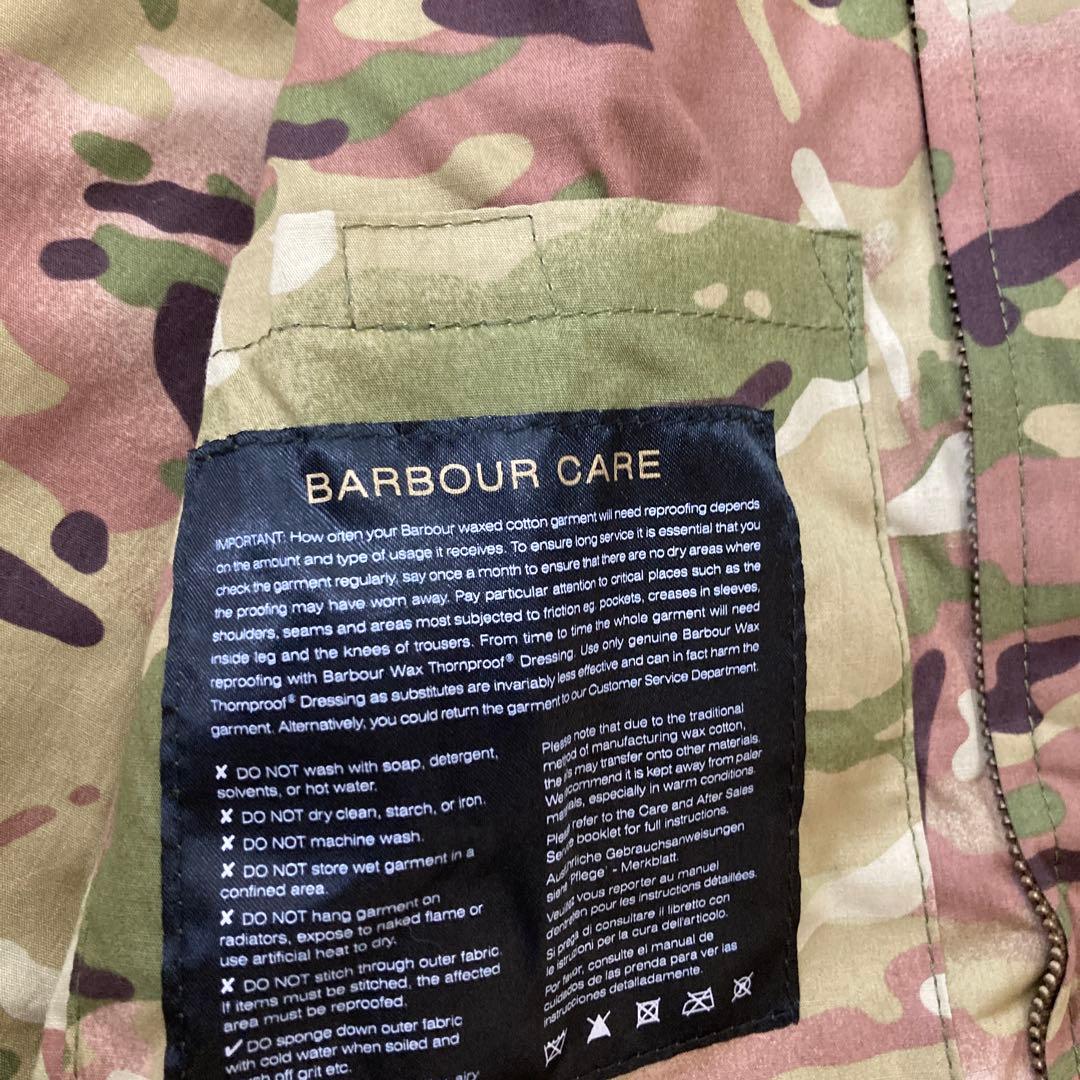 BARBOUR CARE
IMPORTANT: How often your Barbour waxed cotton garment will need reproofing depends
on the amount and type of usage it receives. To ensure long service it is essential that you
check the garment regularly, say once a month to ensure that there are no dry areas where
the proofing may have worn away. Pay particular attention to critical places such as the
shoulders, seams and areas most subjected to friction eg. pockets, creases in sleeves,
inside leg and the knees of trousers. From time to time the whole garment will need
reproofing with Barbour Wax Thornproof® Dressing. Use only genuine Barbour Wax
Thornproof® Dressing as substitutes are invariably less effective and can in fact harm the
garment. Alternatively, you could return the garment to our Customer Service Department.
✘ DO NOT wash with soap, detergent,
solvents, or hot water.
✘ DO NOT dry clean, starch, or iron.
✘ DO NOT machine wash.
✘ DO NOT store wet garment in a
confined area.
✘ DO NOT hang garment on
radiators, expose to naked flame or
use artificial heat to dry.
✘ DO NOT stitch through outer fabric.
If items must be stitched, the affected
area must be reproofed.
✔ DO sponge down outer fabric
with cold water when soiled and
off grit etc.
Please note that due to the traditional
method of manufacturing wax cotton,
the may transfer onto other materials.
We recommend it is kept away from paler
materials, especially in warm conditions.
Please refer to the Care and After Sales
Service booklet for full instructions.
Ausführliche Gebrauchsanweisungen
siehe "Pflege" - Merkblatt.
Veuillez vous reporter au manuel
d'entretien pour les instructions détaillées.
Si prega di consultare il libretto con
le istruzioni per la cura dell'articolo.
Por favor, consulte el manual de
cuidados de las prenda para ver las
instrucciones detalladamente.